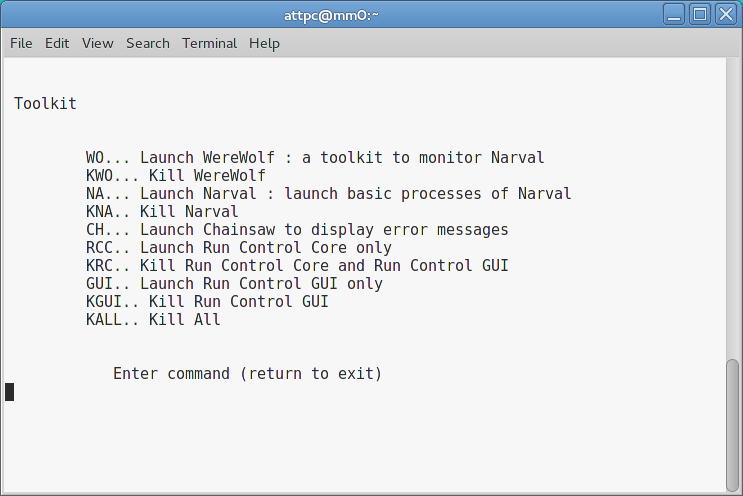 attpc@mm0:~
File Edit View Search Terminal Help
Toolkit
WO... Launch WereWolf : a toolkit to monitor Narval
KWO... Kill WereWolf
NA... Launch Narval : launch basic processes of Narval
KNA.. Kill Narval
CH... Launch Chainsaw to display error messages
RCC.. Launch Run Control Core only
KRC.. Kill Run Control Core and Run Control GUI
GUI.. Launch Run Control GUI only
KGUI.. Kill Run Control GUI
KALL.. Kill All
Enter command (return to exit)